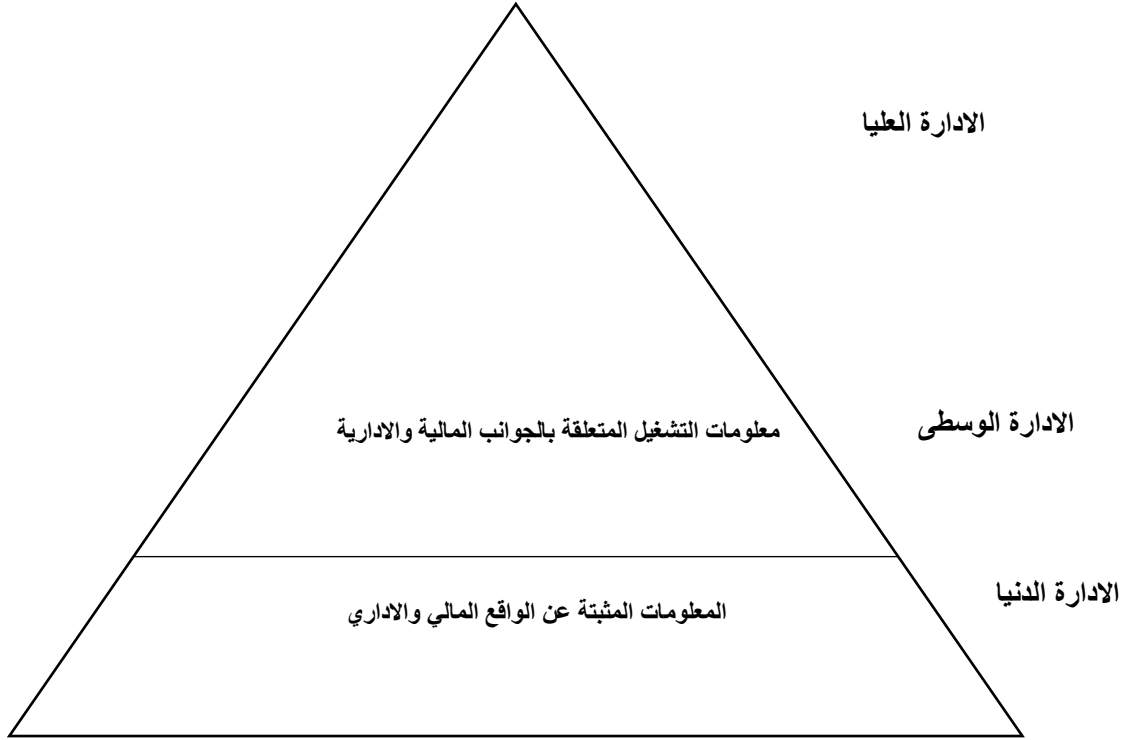 الادارة العليا
الادارة الوسطى
معلومات التشغيل المتعلقة بالجوانب المالية والادارية
الادارة الدنيا
المعلومات المثبتة عن الواقع المالي والاداري